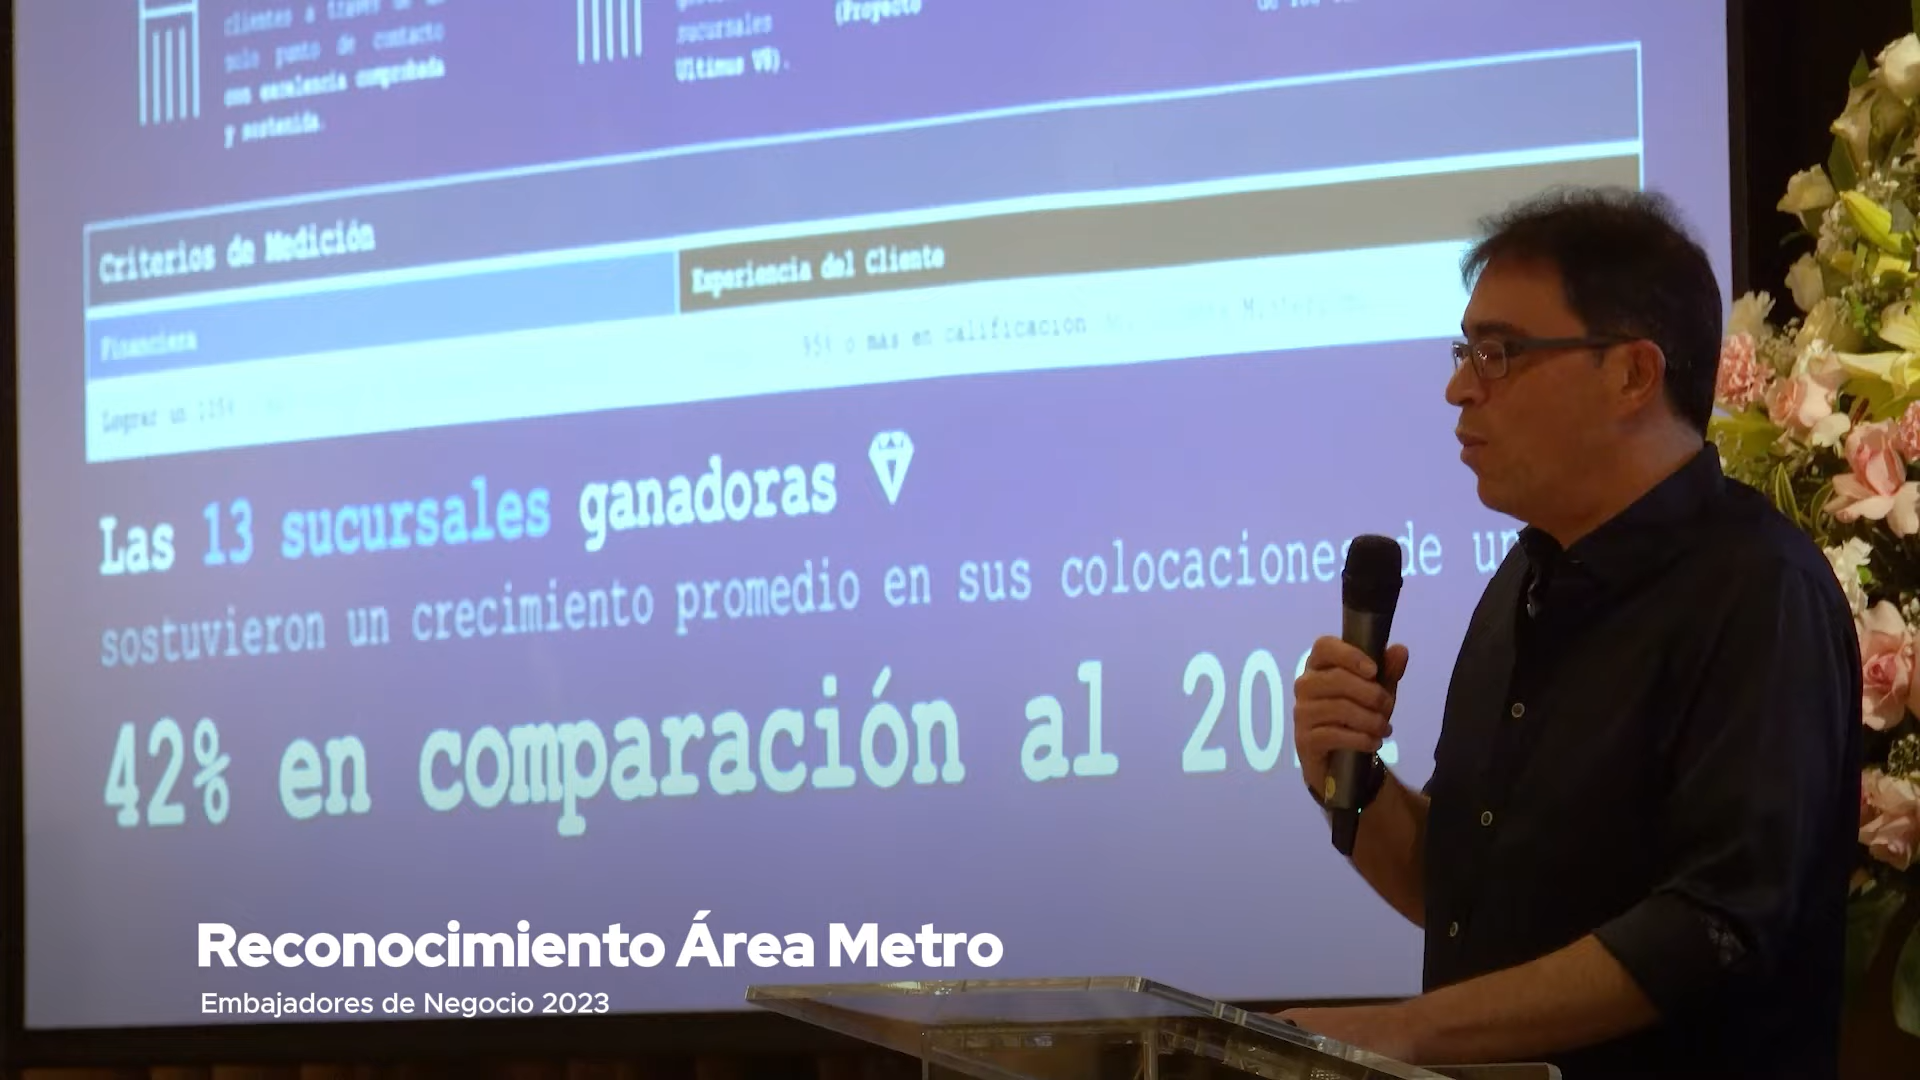 clientes a través de
solo punto de contacto
con excelencia comprobada
y sostenida.
sucursales (Proyecto
Ultimus V8).
Criterios de Medición
Financiera
Experiencia del Cliente
Lograr un 115%
95% o más en calificación
Las 13 sucursales ganadoras
sostuvieron un crecimiento promedio en sus colocaciones de
42% en comparación al
Reconocimiento Área Metro
Embajadores de Negocio 2023